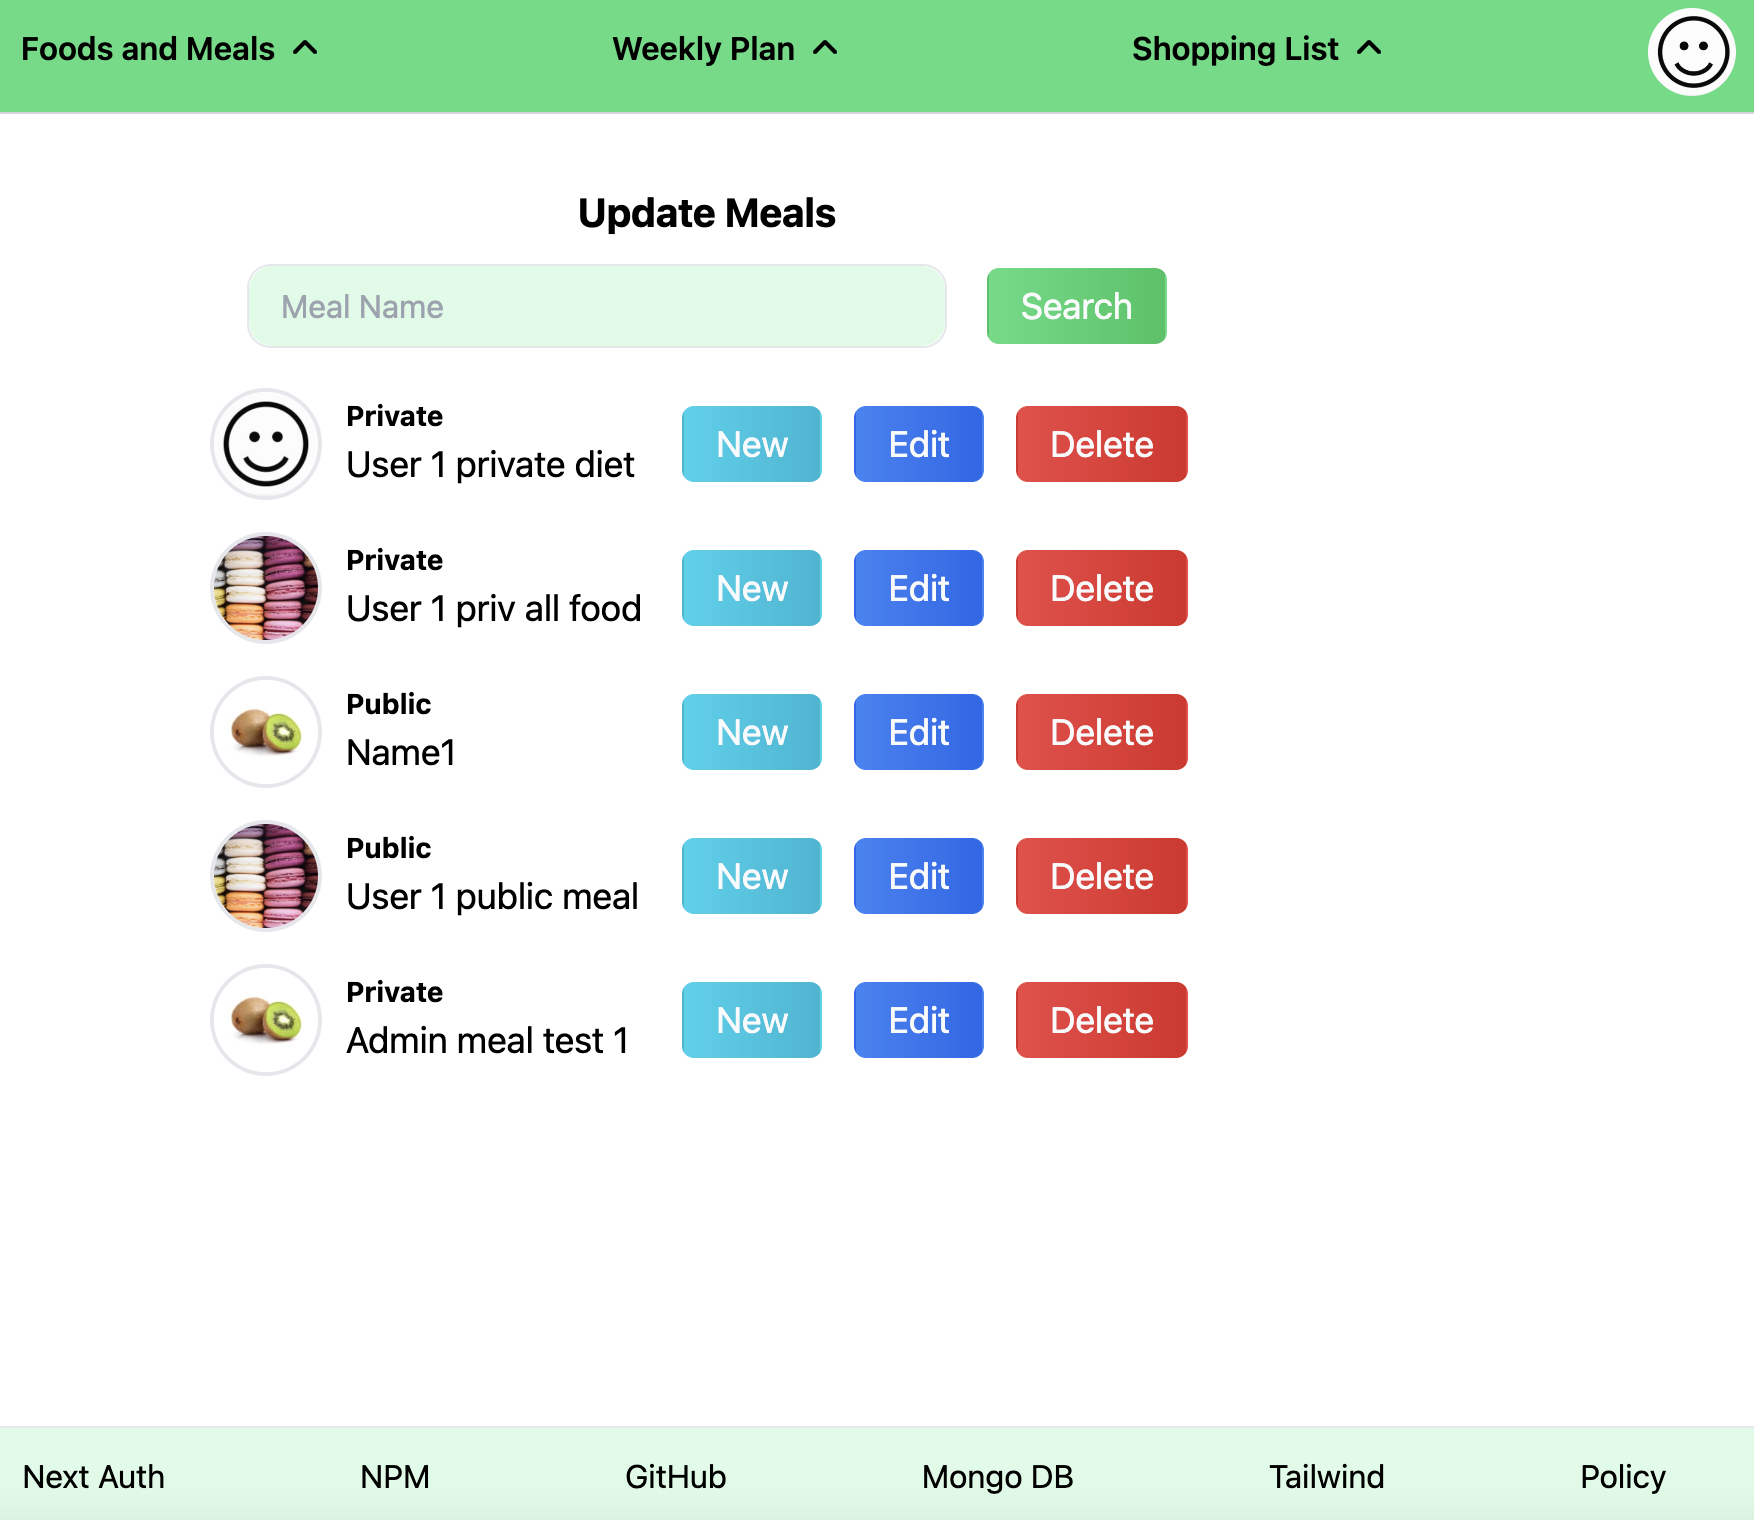 Foods and Meals Weekly Plan Shopping List
Update Meals
Meal Name Search
Private
User 1 private diet New Edit Delete
Private
User 1 priv all food New Edit Delete
Public
Name1 New Edit Delete
Public
User 1 public meal New Edit Delete
Private
Admin meal test 1 New Edit Delete
Next Auth NPM GitHub Mongo DB Tailwind Policy